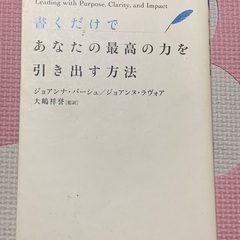 Leading with Purpose, Clarity, and Impact
書くだけで
あなたの最高の力を
引き出す方法
ジョアンナ・バーシュ/ジョアンヌ・ラヴォア
大嶋祥誉[監訳]